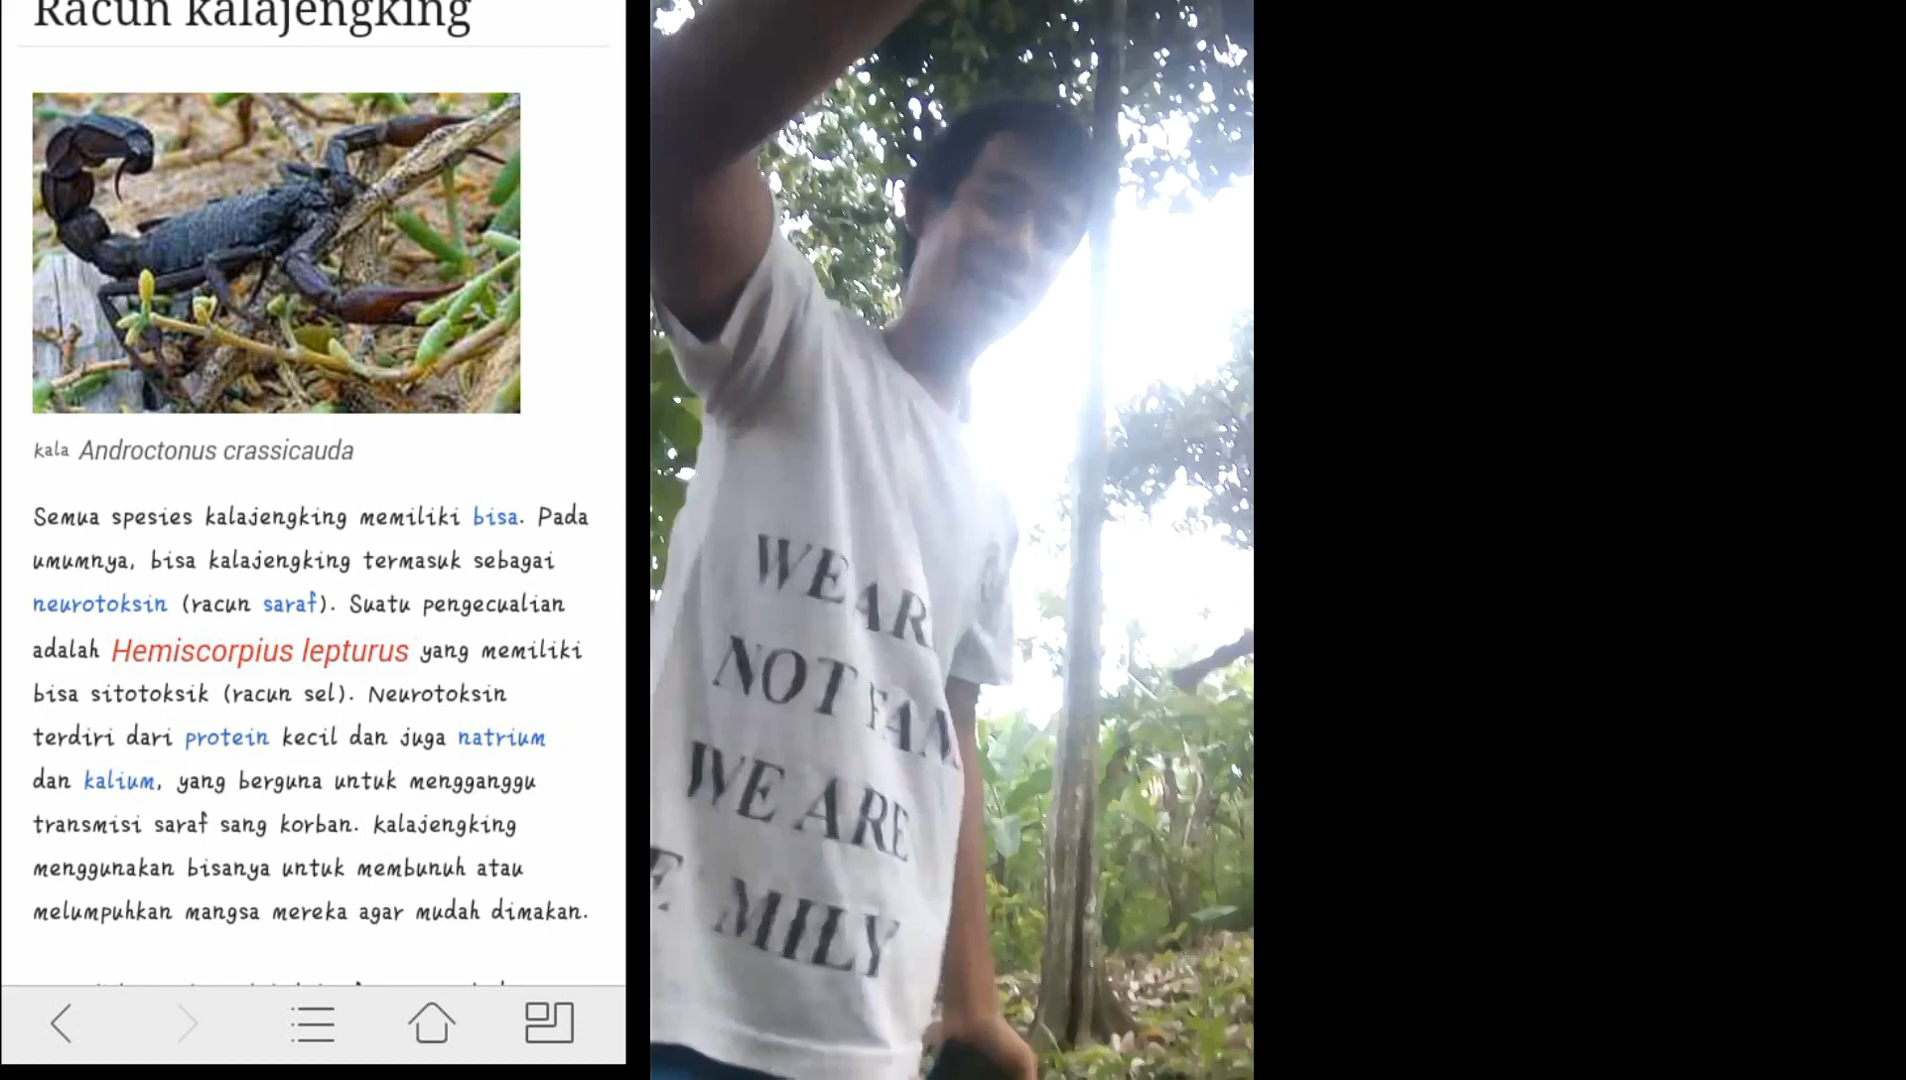 Racun kalajengking
kala Androctonus crassicauda
Semua spesies kalajengking memiliki bisa. Pada
umumnya, bisa kalajengking termasuk sebagai
neurotoksin (racun saraf). Suatu pengecualian
adalah Hemiscorpius lepturus yang memiliki
bisa sitotoksik (racun sel). Neurotoksin
terdiri dari protein kecil dan juga natrium
dan kalium, yang berguna untuk mengganggu
transmisi saraf sang korban. Kalajengking
menggunakan bisanya untuk membunuh atau
melumpuhkan mangsa mereka agar mudah dimakan.
WE AR
NOT FAM
WE ARE
E MILY